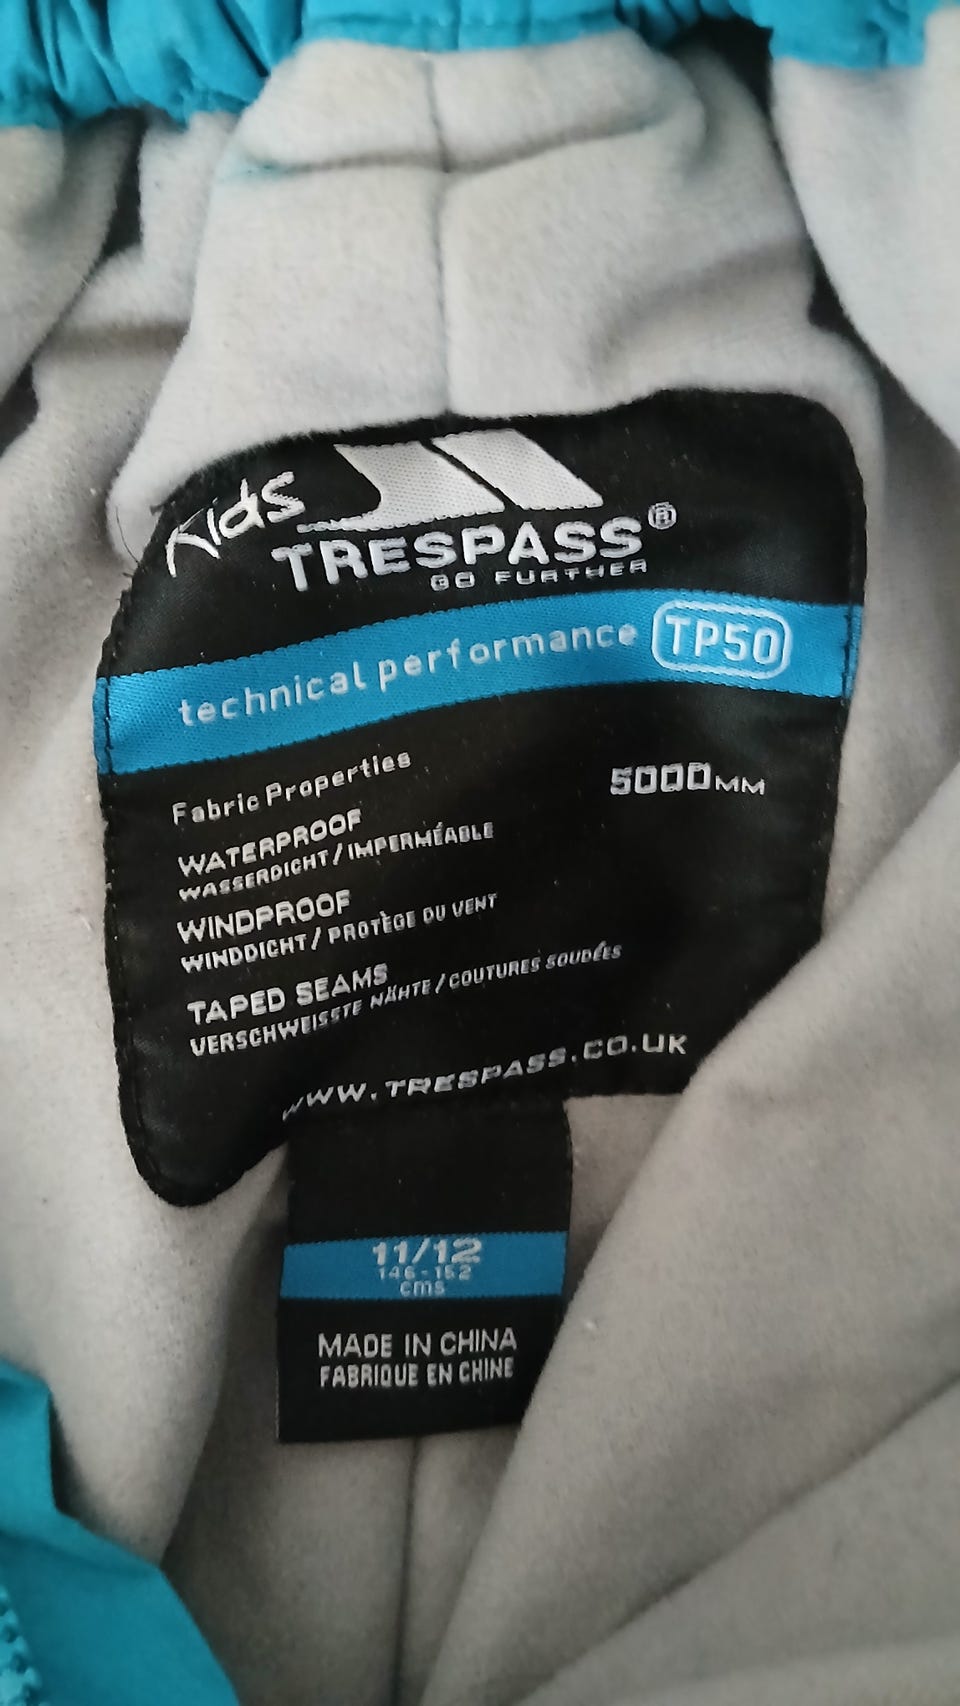 Kids
TRESPASS®
GO FURTHER
technical performance TP50
Fabric Properties
WATERPROOF 5000MM
WASSERDICHT / IMPERMÉABLE
WINDPROOF
WINDDICHT / PROTÈGE DU VENT
TAPED SEAMS
VERSCHWEISSTE NÄHTE / COUTURES SOUDÉES
WWW.TRESPASS.CO.UK
11/12
146-152
cms
MADE IN CHINA
FABRIQUE EN CHINE